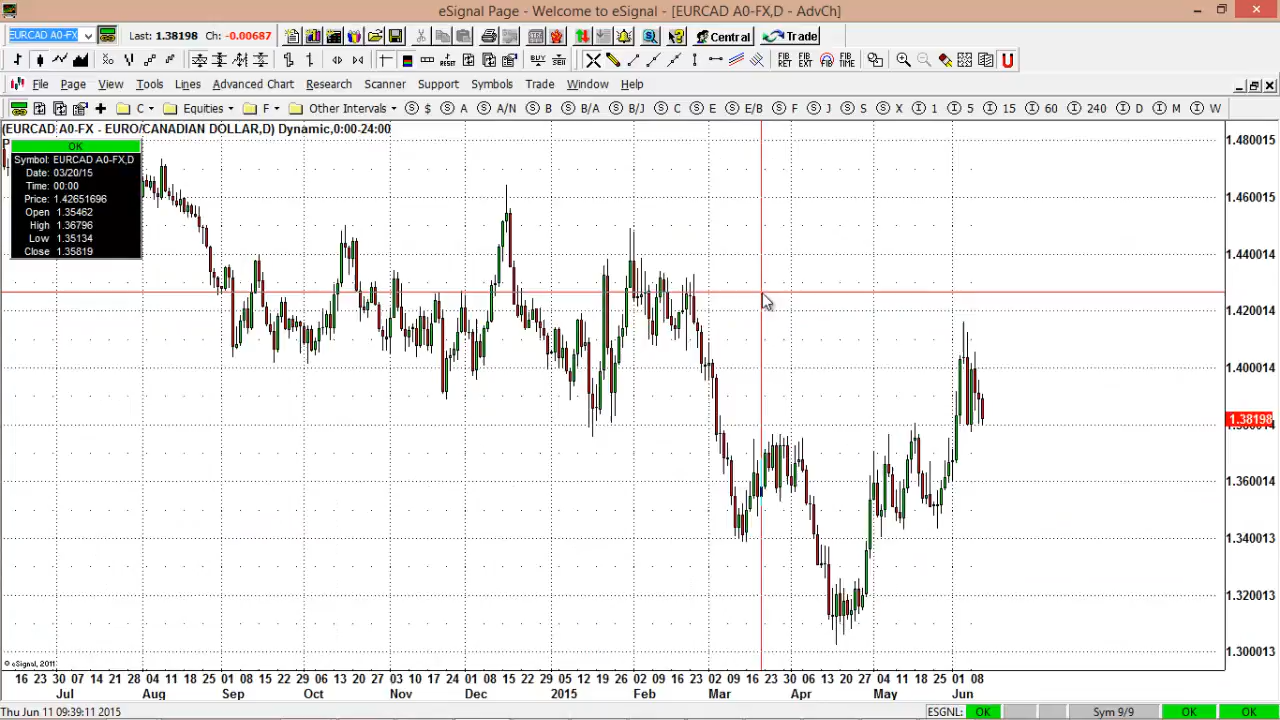 eSignal Page - Welcome to eSignal - [EURCAD A0-FX,D - AdvCh]
EURCAD A0-FX Last: 1.38198 Ch: -0.00687 Central Trade
BUY SELL
File Page View Tools Lines Advanced Chart Research Scanner Support Symbols Trade Window Help
C Equities F Other Intervals $ A A/N B B/A B/J C E E/B F J S X 1 5 15 60 240 D M W
(EURCAD A0-FX - EURO/CANADIAN DOLLAR,D) Dynamic,0:00-24:00
OK
Symbol: EURCAD A0-FX,D
Date: 03/20/15
Time: 00:00
Price: 1.42651696
Open 1.35462
High 1.36796
Low 1.35134
Close 1.35819
1.480015
1.460015
1.440014
1.420014
1.400014
1.38198
1.380014
1.360014
1.340013
1.320013
1.300013
© eSignal, 2011
16 23 30 07 14 21 28 04 11 18 25 01 08 15 22 29 06 13 20 27 03 10 17 24 01 08 15 22 29 05 12 19 26 02 09 16 23 02 09 16 23 30 06 13 20 27 04 11 18 25 01 08
Jul Aug Sep Oct Nov Dec 2015 Feb Mar Apr May Jun
Thu Jun 11 09:39:11 2015 ESGNL: OK Sym 9/9 OK OK